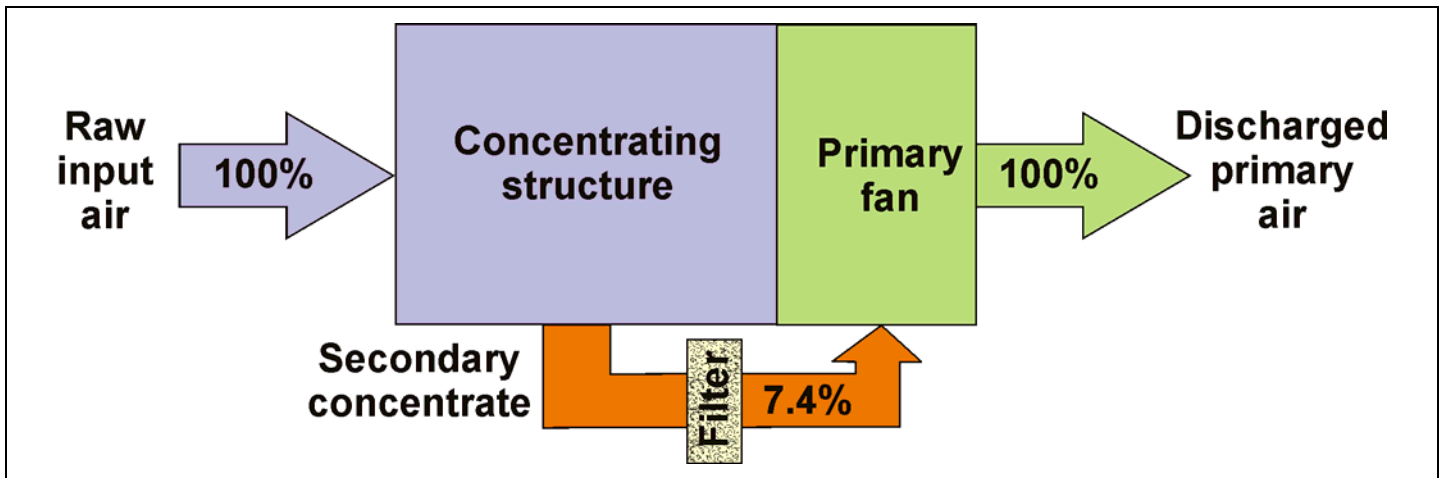 Raw
input
air
100%
Concentrating
structure
Primary
fan
100%
Discharged
primary
air
Secondary
concentrate
Filter
7.4%